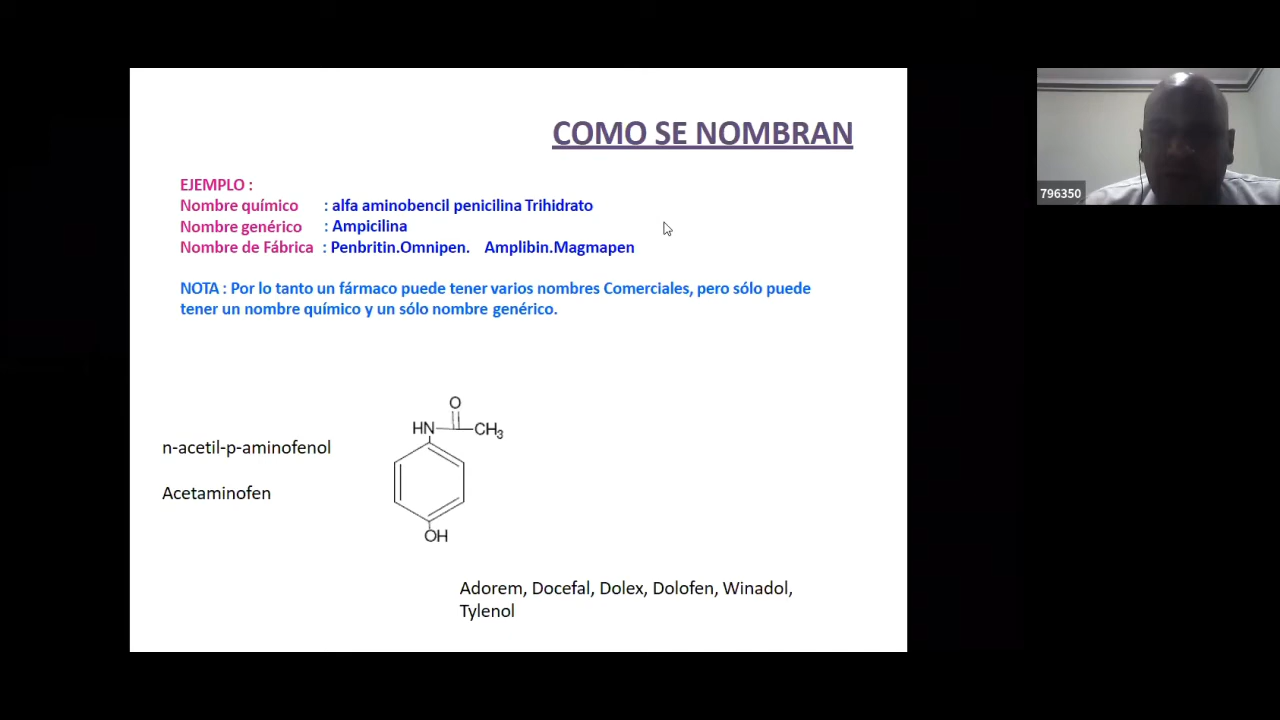 COMO SE NOMBRAN
796350
EJEMPLO :
Nombre químico : alfa aminobencil penicilina Trihidrato
Nombre genérico : Ampicilina
Nombre de Fábrica : Penbritin.Omnipen. Amplibin.Magmapen
NOTA : Por lo tanto un fármaco puede tener varios nombres Comerciales, pero sólo puede
tener un nombre químico y un sólo nombre genérico.
O
HN CH3
n-acetil-p-aminofenol
Acetaminofen
OH
Adorem, Docefal, Dolex, Dolofen, Winadol,
Tylenol